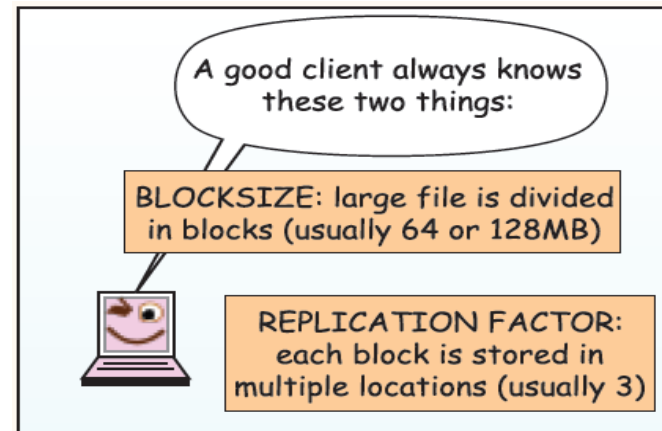 A good client always knows
these two things:
BLOCKSIZE: large file is divided
in blocks (usually 64 or 128MB)
REPLICATION FACTOR:
each block is stored in
multiple locations (usually 3)